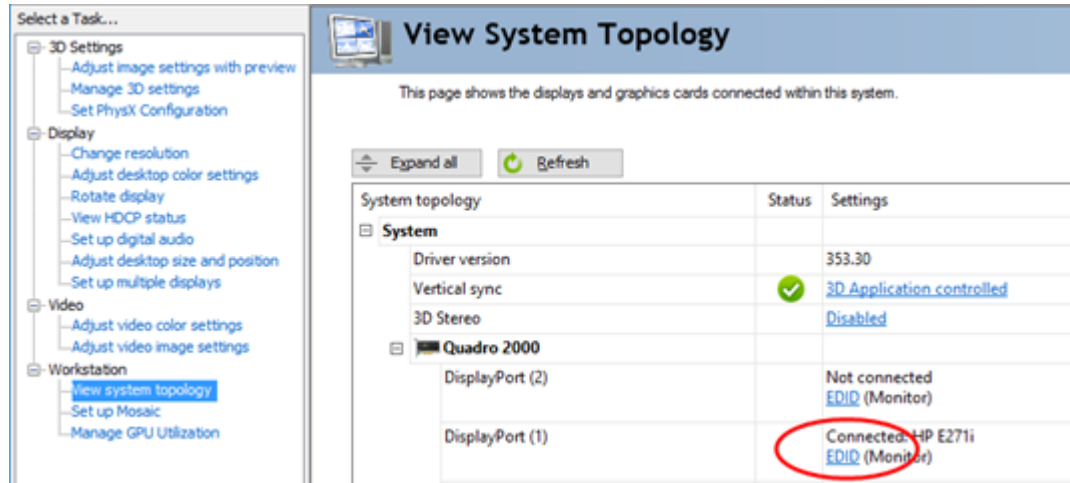 Select a Task...
3D Settings
Adjust image settings with preview
Manage 3D settings
Set PhysX Configuration
Display
Change resolution
Adjust desktop color settings
Rotate display
View HDCP status
Set up digital audio
Adjust desktop size and position
Set up multiple displays
Video
Adjust video color settings
Adjust video image settings
Workstation
View system topology
Set up Mosaic
Manage GPU Utilization
View System Topology
This page shows the displays and graphics cards connected within this system.
Expand all Refresh
System topology Status Settings
System
Driver version 353.30
Vertical sync 3D Application controlled
3D Stereo Disabled
Quadro 2000
DisplayPort (2) Not connected
EDID (Monitor)
DisplayPort (1) Connected: HP E271i
EDID (Monitor)